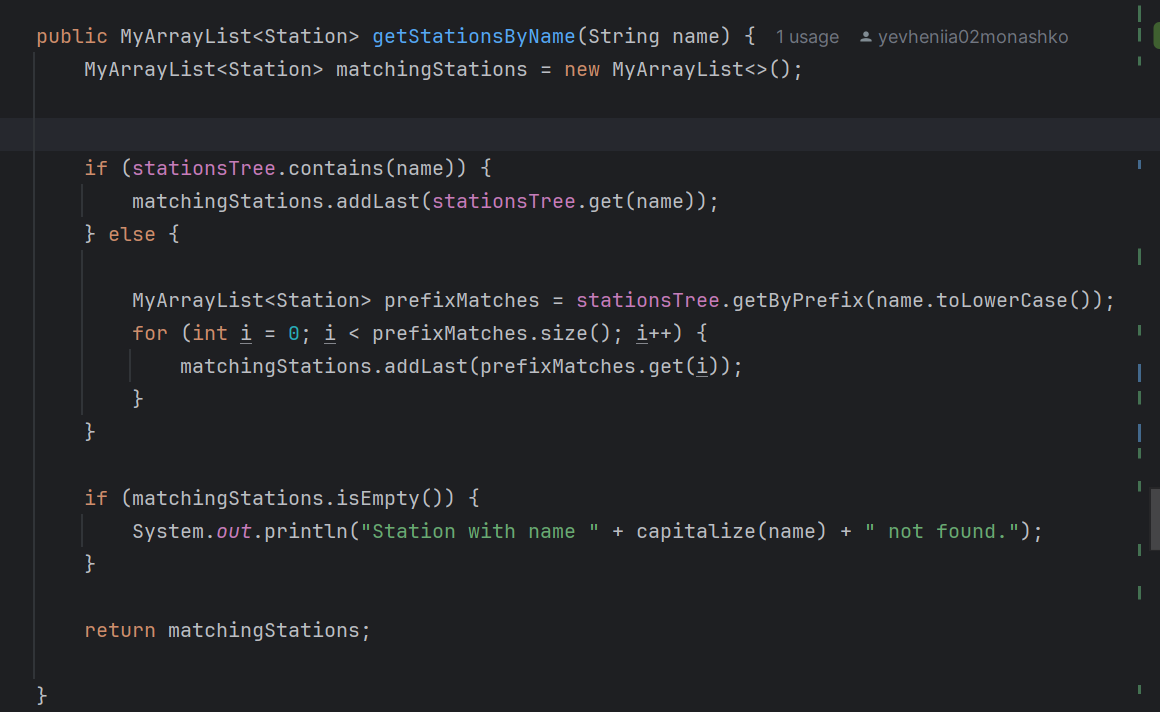 public MyArrayList<Station> getStationsByName(String name) {  1 usage  yevheniia02monashko
    MyArrayList<Station> matchingStations = new MyArrayList<>();
    if (stationsTree.contains(name)) {
        matchingStations.addLast(stationsTree.get(name));
    } else {
        MyArrayList<Station> prefixMatches = stationsTree.getByPrefix(name.toLowerCase());
        for (int i = 0; i < prefixMatches.size(); i++) {
            matchingStations.addLast(prefixMatches.get(i));
        }
    }
    if (matchingStations.isEmpty()) {
        System.out.println("Station with name " + capitalize(name) + " not found.");
    }
    return matchingStations;
}